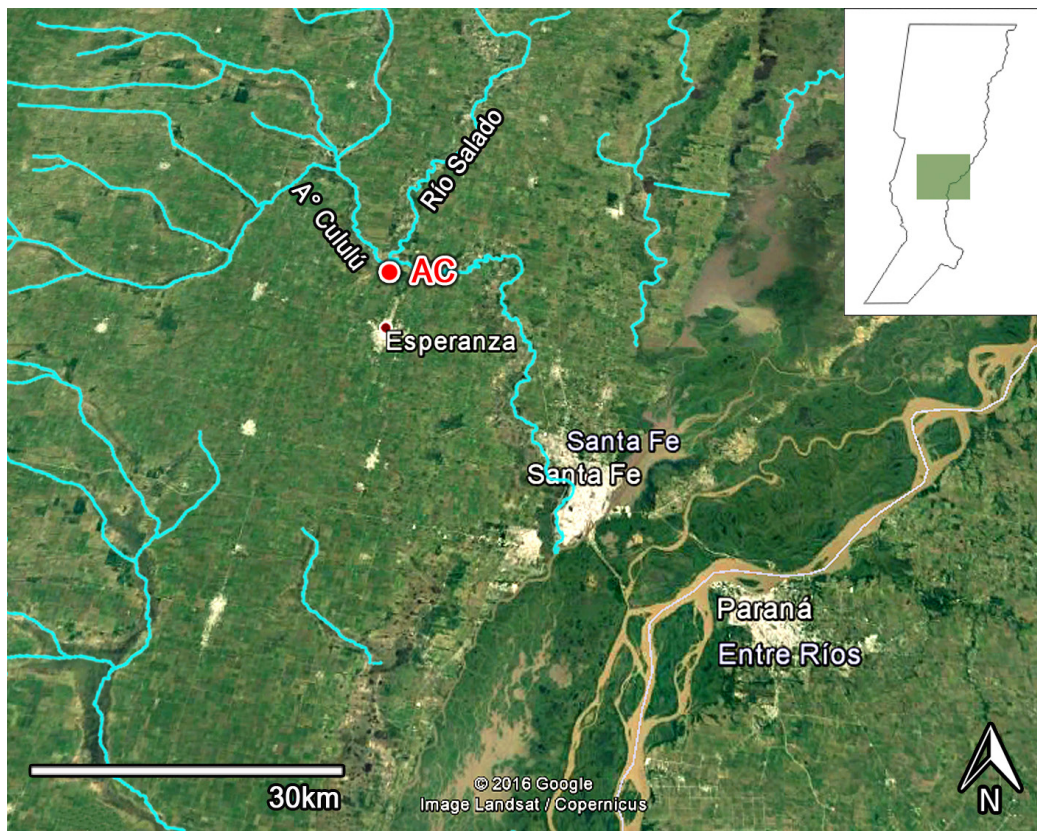 Río Salado
A° Cululú
AC
Esperanza
Santa Fe
Santa Fe
Paraná
Entre Ríos
30km
© 2016 Google
Image Landsat / Copernicus
N